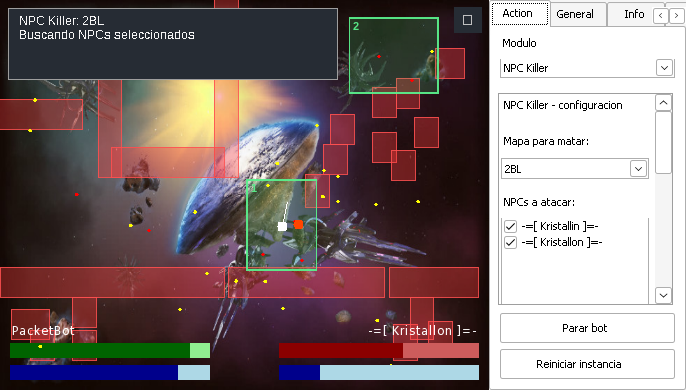 NPC Killer: 2BL
Buscando NPCs seleccionados
2
1
PacketBot
-=[ Kristallon ]=-
Action
General
Info
Modulo
NPC Killer
NPC Killer - configuracion
Mapa para matar:
2BL
NPCs a atacar:
-=[ Kristallin ]=-
-=[ Kristallon ]=-
Parar bot
Reiniciar instancia